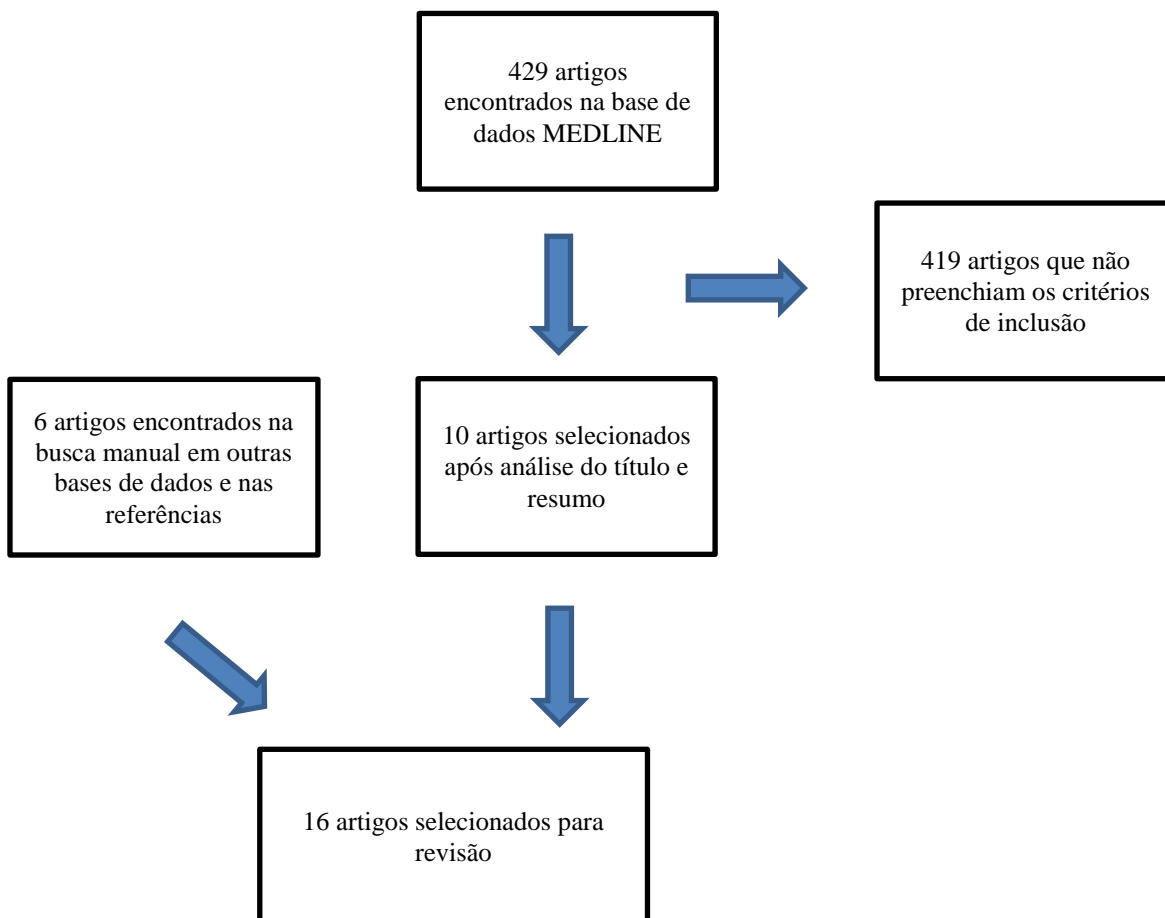 429 artigos
encontrados na base de
dados MEDLINE
419 artigos que não
preenchiam os critérios
de inclusão
6 artigos encontrados na
busca manual em outras
bases de dados e nas
referências
10 artigos selecionados
após análise do título e
resumo
16 artigos selecionados para
revisão